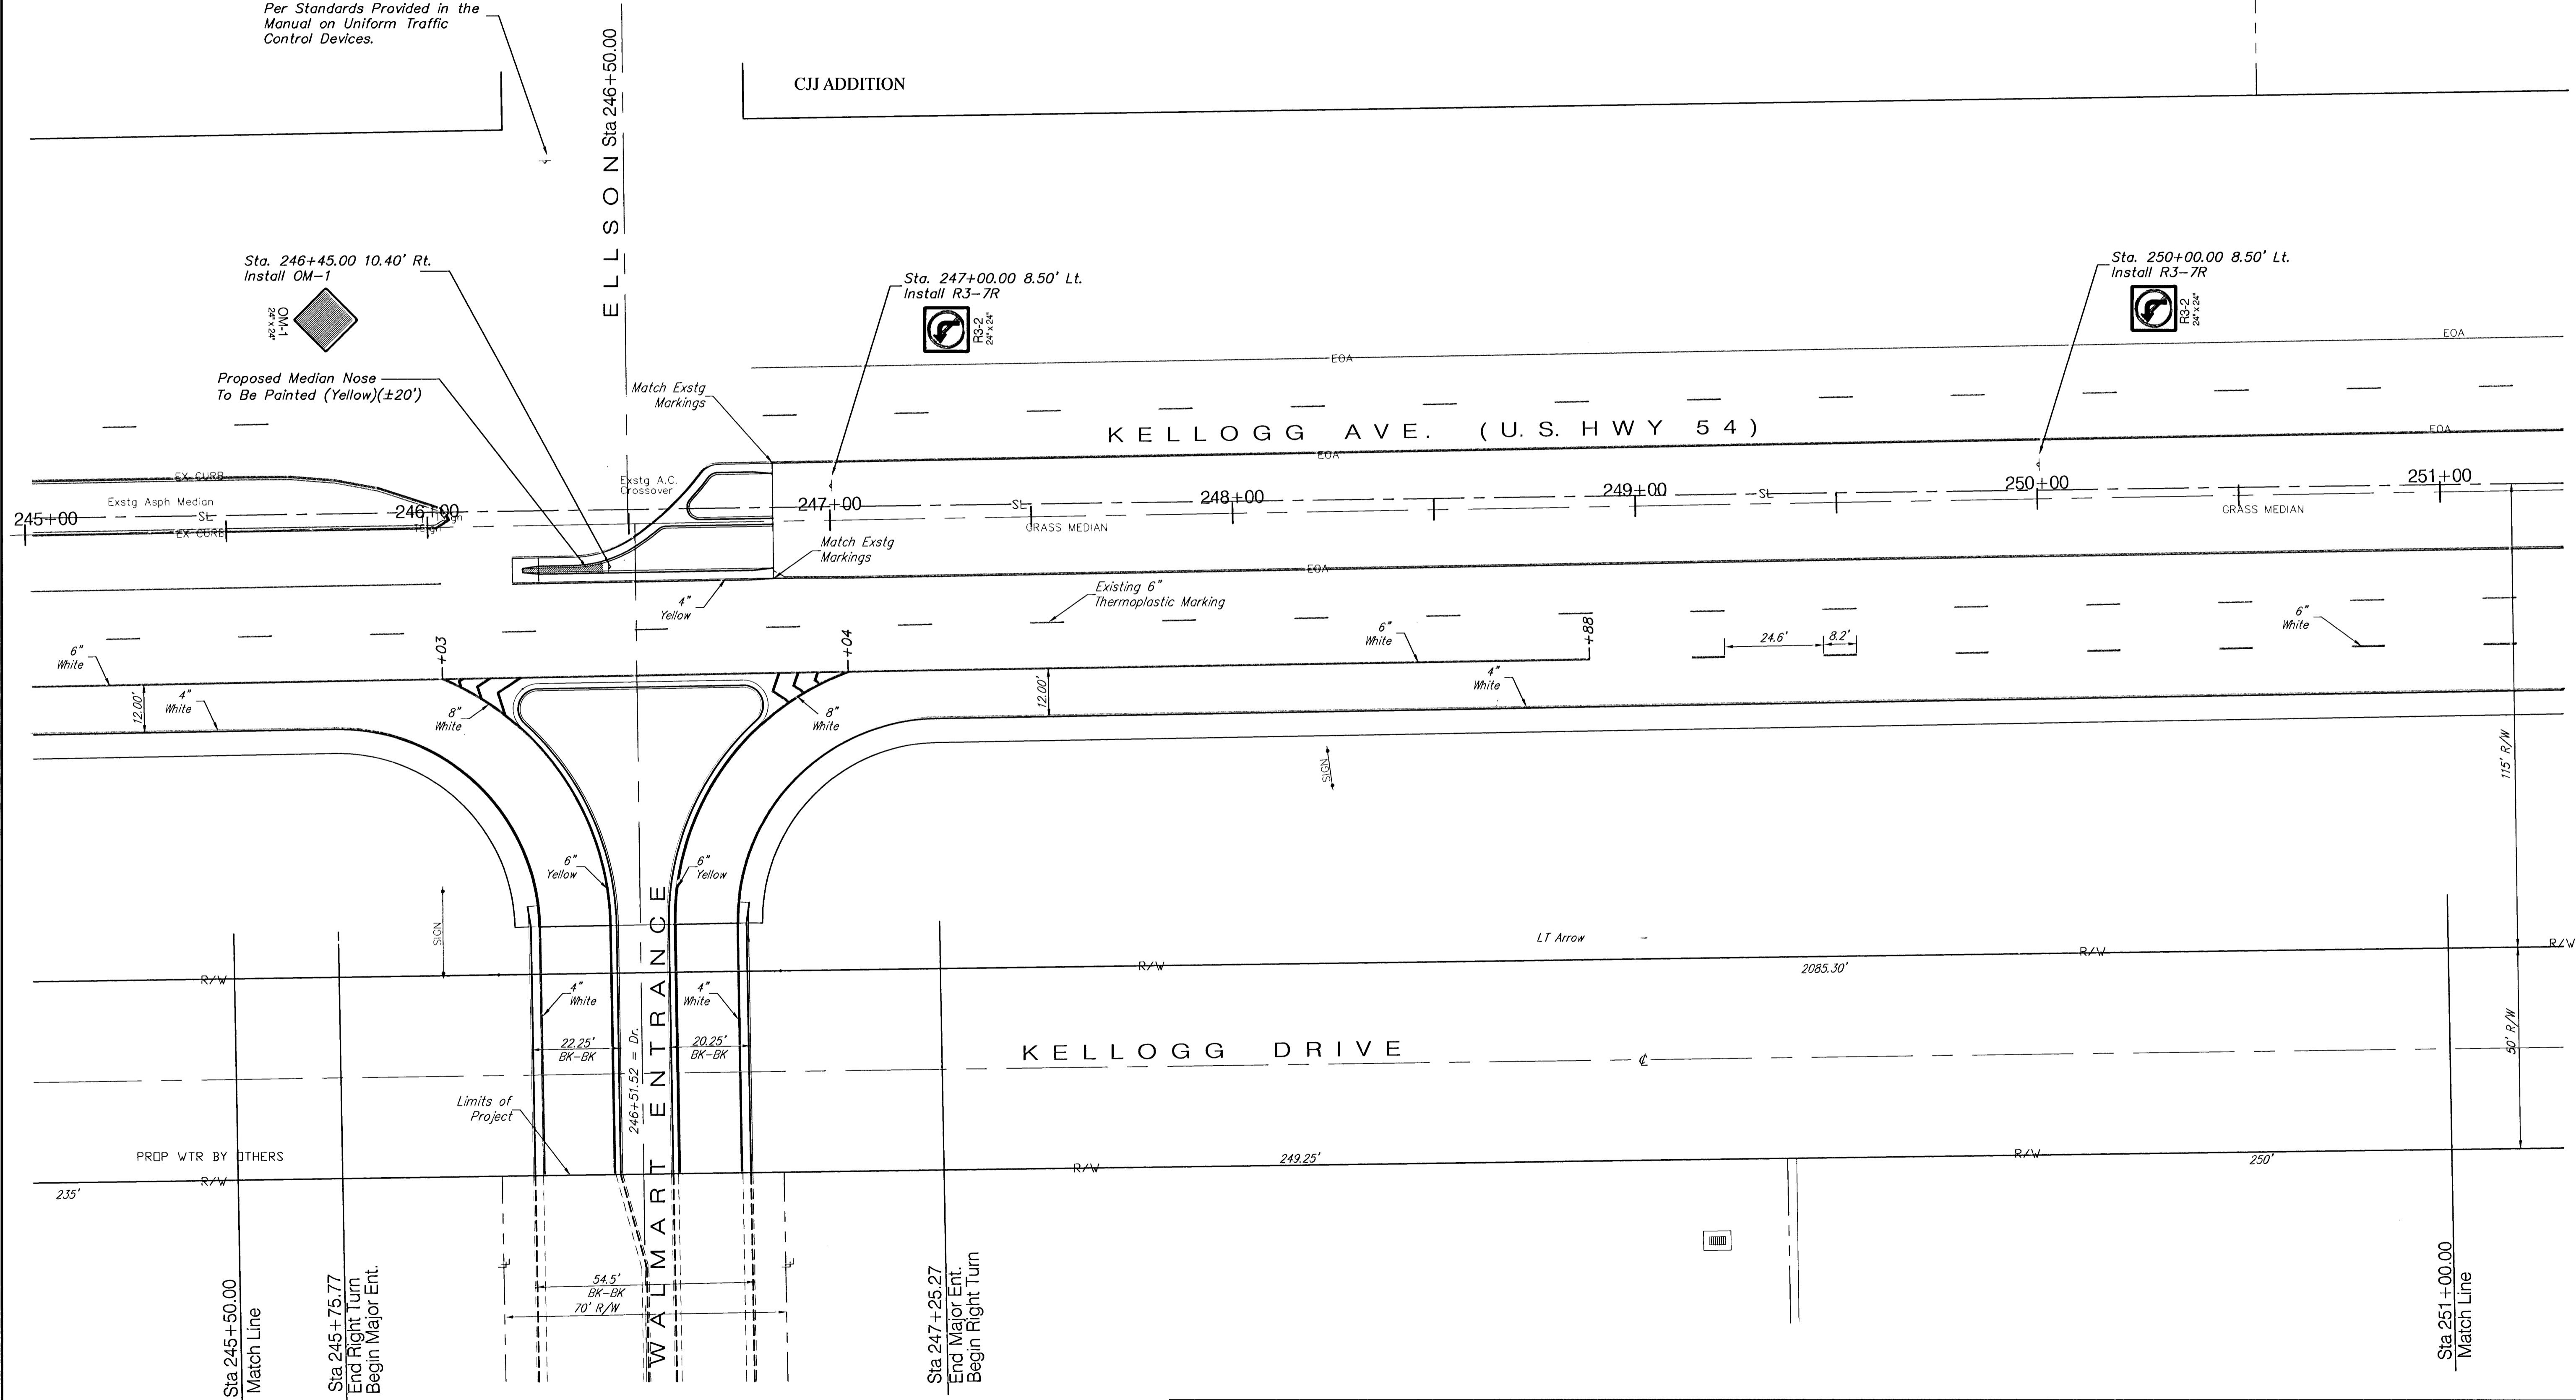 Per Standards Provided in the
Manual on Uniform Traffic
Control Devices.
ELLSON
Sta 246+50.00
CJJ ADDITION
Sta. 246+45.00 10.40' Rt.
Install OM-1
OM-1
24" x 24"
Proposed Median Nose
To Be Painted (Yellow)(±20')
Sta. 247+00.00 8.50' Lt.
Install R3-7R
R3-2
24" x 24"
Sta. 250+00.00 8.50' Lt.
Install R3-7R
R3-2
24" x 24"
Match Exstg
Markings
EOA
EOA
KELLOGG AVE. (U.S. HWY 54)
EOA
EOA
EX CURB
Exstg Asph Median
SL
EX CURB
Exstg A.C.
Crossover
245+00
246+00
247+00
248+00
249+00
250+00
251+00
SL
SL
GRASS MEDIAN
GRASS MEDIAN
Match Exstg
Markings
EOA
4"
Yellow
Existing 6"
Thermoplastic Marking
+03
+04
+88
6"
White
6"
White
24.6'
8.2'
6"
White
12.00'
4"
White
8"
White
8"
White
12.00'
4"
White
SIGN
115' R/W
6"
Yellow
6"
Yellow
SIGN
LT Arrow
R/W
R/W
R/W
R/W
2085.30'
4"
White
4"
White
22.25'
BK-BK
20.25'
BK-BK
246+51.52 = Dr.
WALMART ENTRANCE
KELLOGG DRIVE
℄
50' R/W
Limits of
Project
PROP WTR BY OTHERS
235'
R/W
R/W
249.25'
R/W
250'
54.5'
BK-BK
70' R/W
Sta 245+50.00
Match Line
Sta 245+75.77
End Right Turn
Begin Major Ent.
Sta 247+25.27
End Major Ent.
Begin Right Turn
Sta 251+00.00
Match Line